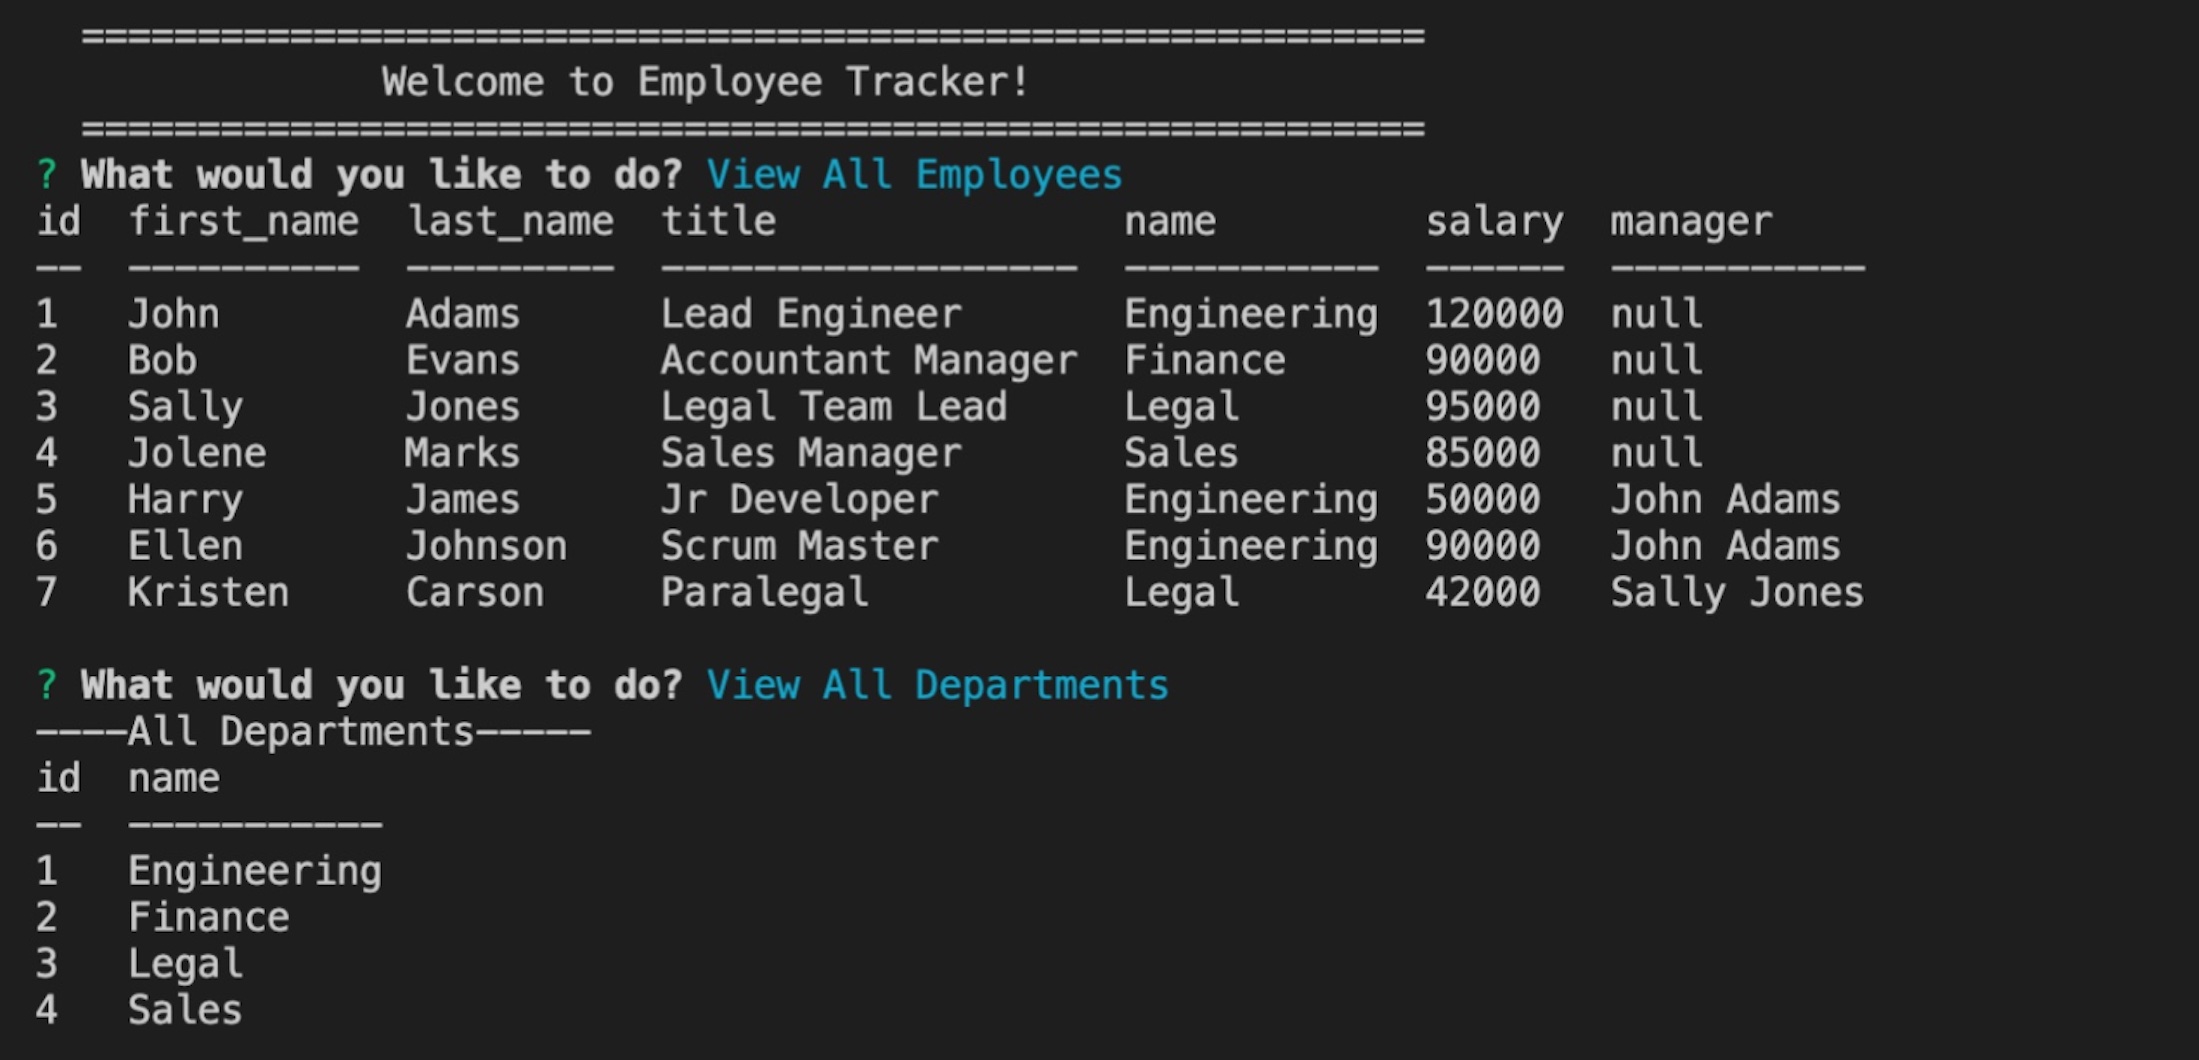 ==========================================================
Welcome to Employee Tracker!
==========================================================
? What would you like to do? View All Employees
id  first_name  last_name  title               name         salary  manager
--  ----------  ---------  ------------------  -----------  ------  -----------
1   John        Adams      Lead Engineer       Engineering  120000  null
2   Bob         Evans      Accountant Manager  Finance      90000   null
3   Sally       Jones      Legal Team Lead     Legal        95000   null
4   Jolene      Marks      Sales Manager       Sales        85000   null
5   Harry       James      Jr Developer        Engineering  50000   John Adams
6   Ellen       Johnson    Scrum Master        Engineering  90000   John Adams
7   Kristen     Carson     Paralegal           Legal        42000   Sally Jones
? What would you like to do? View All Departments
----All Departments-----
id  name
--  -----------
1   Engineering
2   Finance
3   Legal
4   Sales